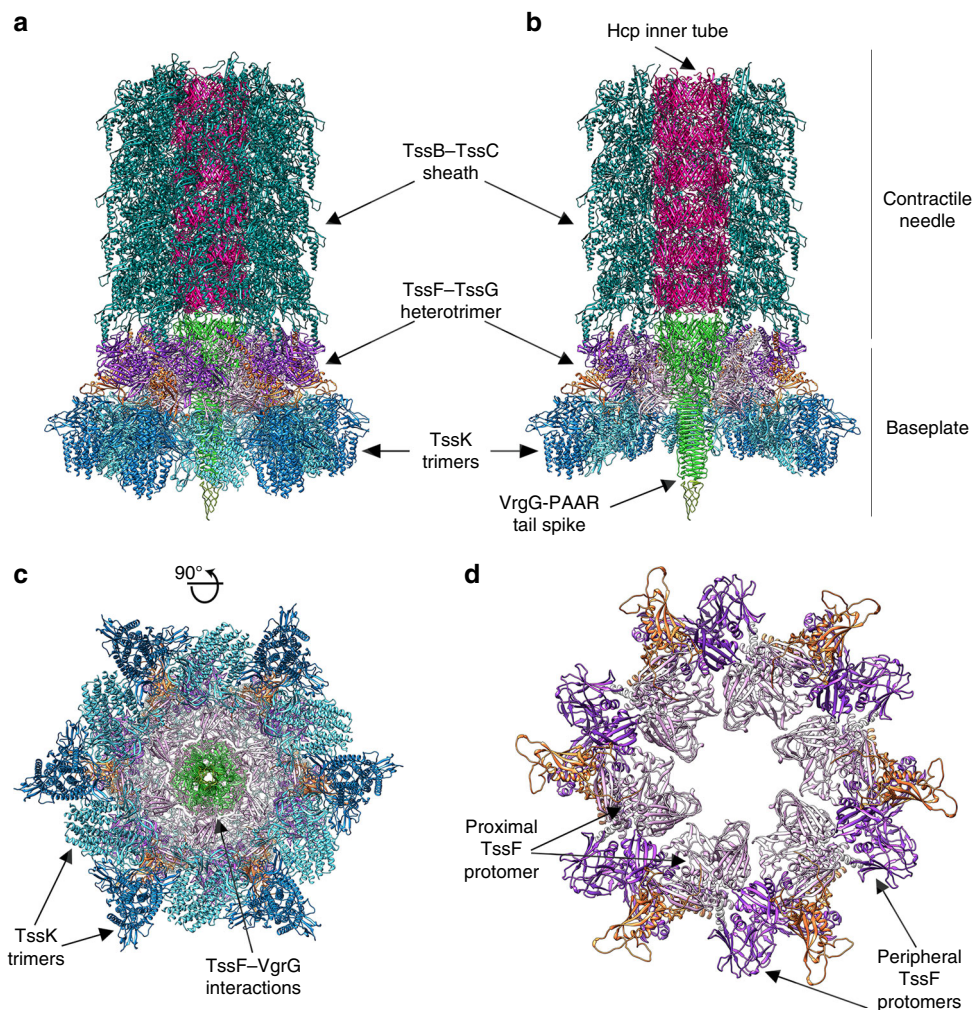 a
b
Hcp inner tube
TssB–TssC
sheath
Contractile
needle
TssF–TssG
heterotrimer
Baseplate
TssK
trimers
VrgG-PAAR
tail spike
c
90°
d
Proximal
TssF
protomer
TssK
trimers
TssF–VgrG
interactions
Peripheral
TssF
protomers